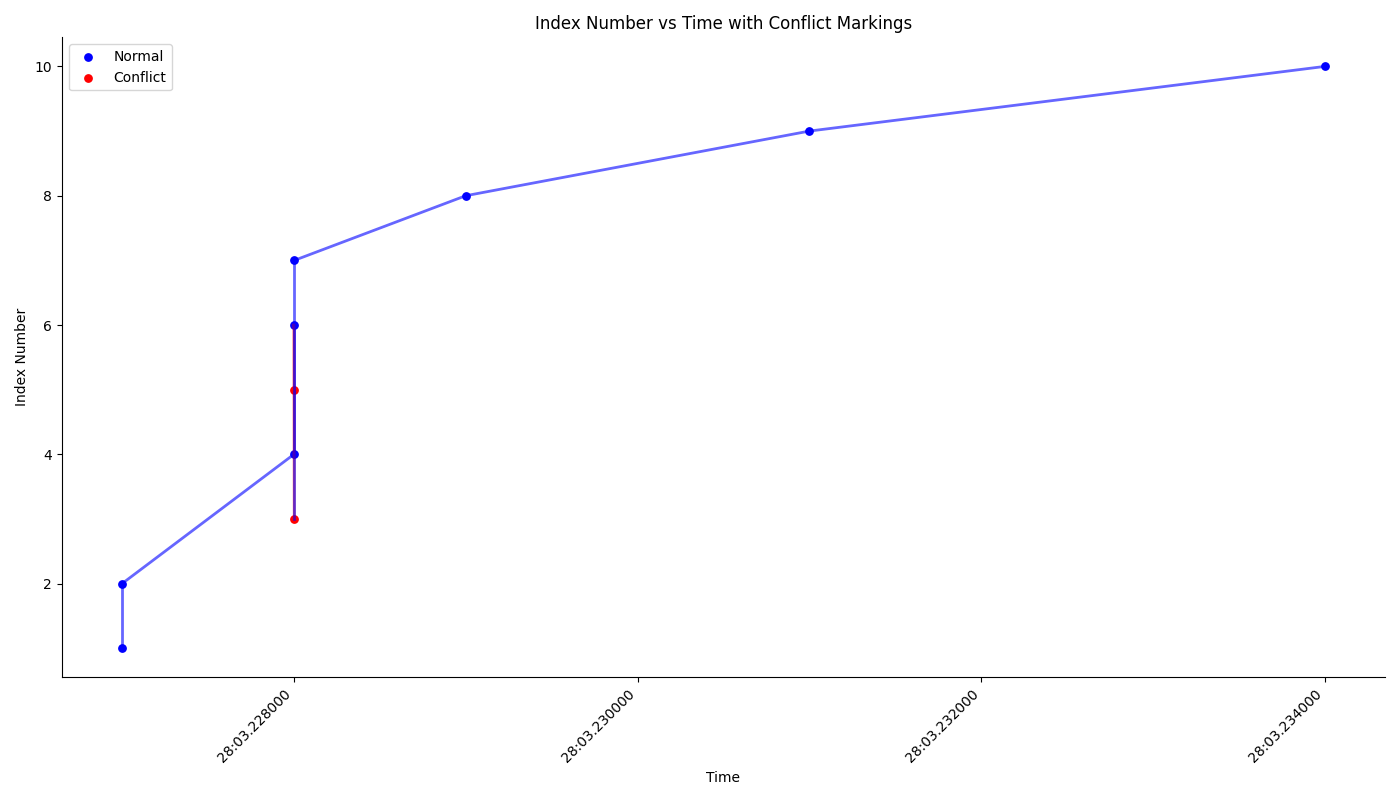 Index Number vs Time with Conflict Markings
Normal
Conflict
10
8
6
4
2
Index Number
28:03.228000
28:03.230000
28:03.232000
28:03.234000
Time